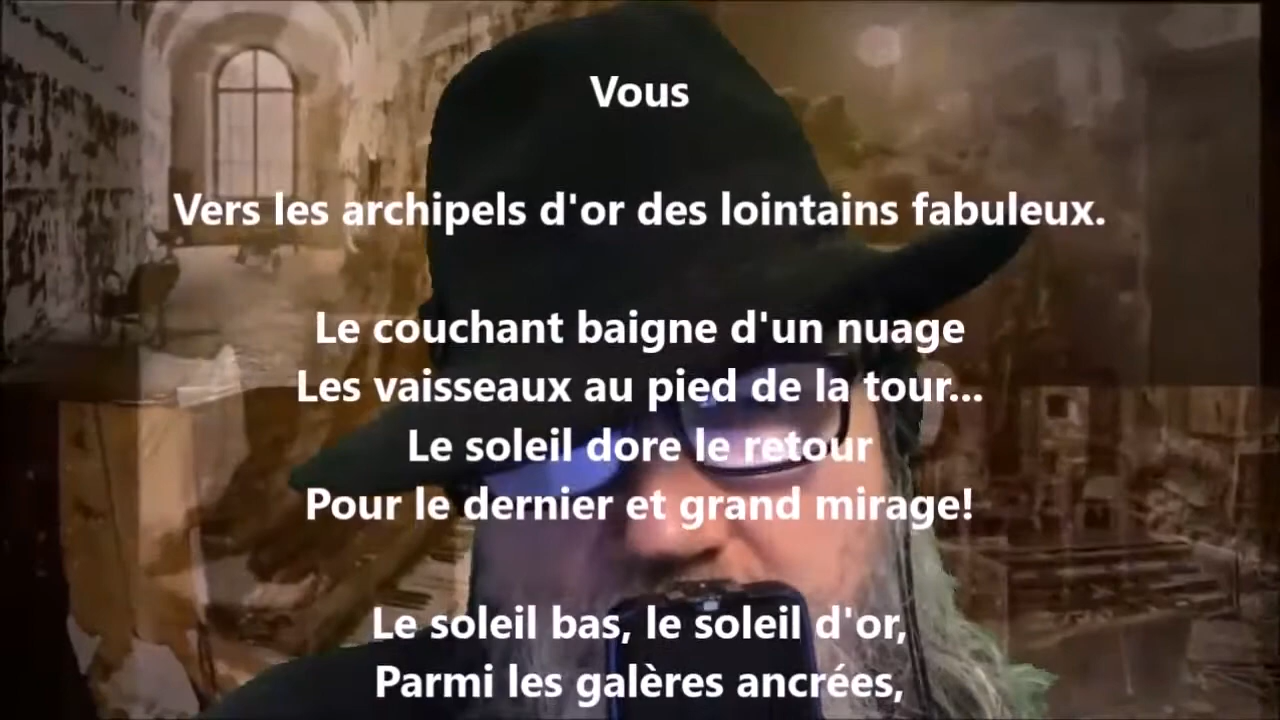 Vous
Vers les archipels d'or des lointains fabuleux.
Le couchant baigne d'un nuage
Les vaisseaux au pied de la tour...
Le soleil dore le retour
Pour le dernier et grand mirage!
Le soleil bas, le soleil d'or,
Parmi les galères ancrées,